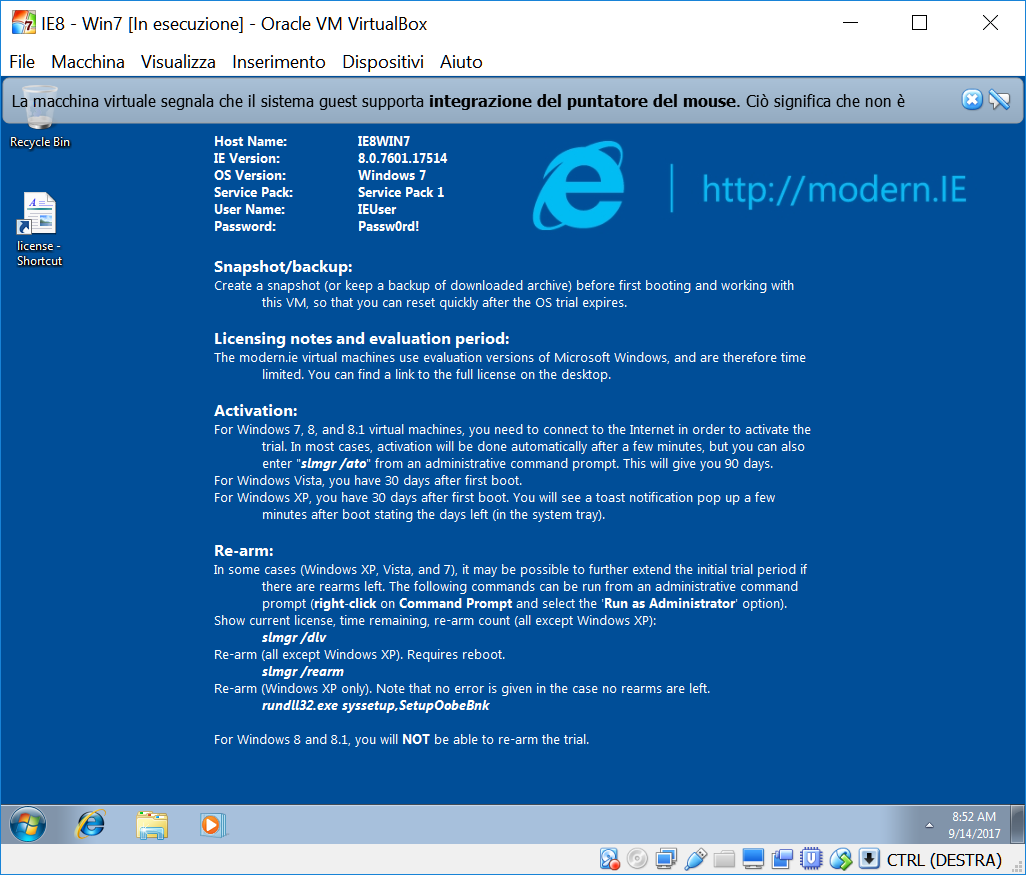 IE8 - Win7 [In esecuzione] - Oracle VM VirtualBox
File Macchina Visualizza Inserimento Dispositivi Aiuto
La macchina virtuale segnala che il sistema guest supporta integrazione del puntatore del mouse. Ciò significa che non è
Recycle Bin
license -
Shortcut
Host Name: IE8WIN7
IE Version: 8.0.7601.17514
OS Version: Windows 7
Service Pack: Service Pack 1
User Name: IEUser
Password: Passw0rd!
http://modern.IE
Snapshot/backup:
Create a snapshot (or keep a backup of downloaded archive) before first booting and working with
this VM, so that you can reset quickly after the OS trial expires.
Licensing notes and evaluation period:
The modern.ie virtual machines use evaluation versions of Microsoft Windows, and are therefore time
limited. You can find a link to the full license on the desktop.
Activation:
For Windows 7, 8, and 8.1 virtual machines, you need to connect to the Internet in order to activate the
trial. In most cases, activation will be done automatically after a few minutes, but you can also
enter "slmgr /ato" from an administrative command prompt. This will give you 90 days.
For Windows Vista, you have 30 days after first boot.
For Windows XP, you have 30 days after first boot. You will see a toast notification pop up a few
minutes after boot stating the days left (in the system tray).
Re-arm:
In some cases (Windows XP, Vista, and 7), it may be possible to further extend the initial trial period if
there are rearms left. The following commands can be run from an administrative command
prompt (right-click on Command Prompt and select the 'Run as Administrator' option).
Show current license, time remaining, re-arm count (all except Windows XP):
slmgr /dlv
Re-arm (all except Windows XP). Requires reboot.
slmgr /rearm
Re-arm (Windows XP only). Note that no error is given in the case no rearms are left.
rundll32.exe syssetup,SetupOobeBnk
For Windows 8 and 8.1, you will NOT be able to re-arm the trial.
8:52 AM
9/14/2017
CTRL (DESTRA)